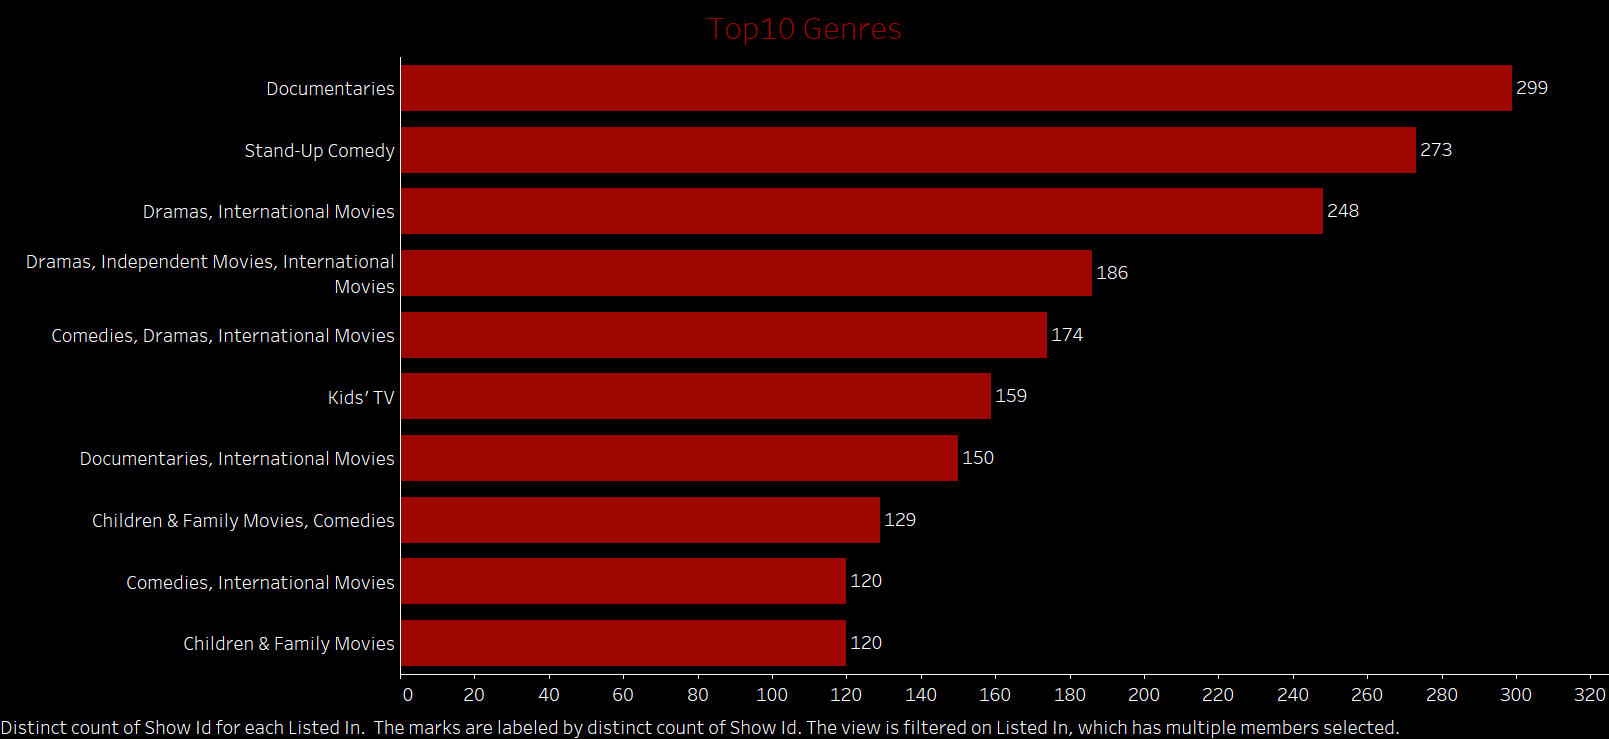 Top10 Genres
Documentaries
299
Stand-Up Comedy
273
Dramas, International Movies
248
Dramas, Independent Movies, International
Movies
186
Comedies, Dramas, International Movies
174
Kids’ TV
159
Documentaries, International Movies
150
Children & Family Movies, Comedies
129
Comedies, International Movies
120
Children & Family Movies
120
0 20 40 60 80 100 120 140 160 180 200 220 240 260 280 300 320
Distinct count of Show Id for each Listed In.  The marks are labeled by distinct count of Show Id. The view is filtered on Listed In, which has multiple members selected.